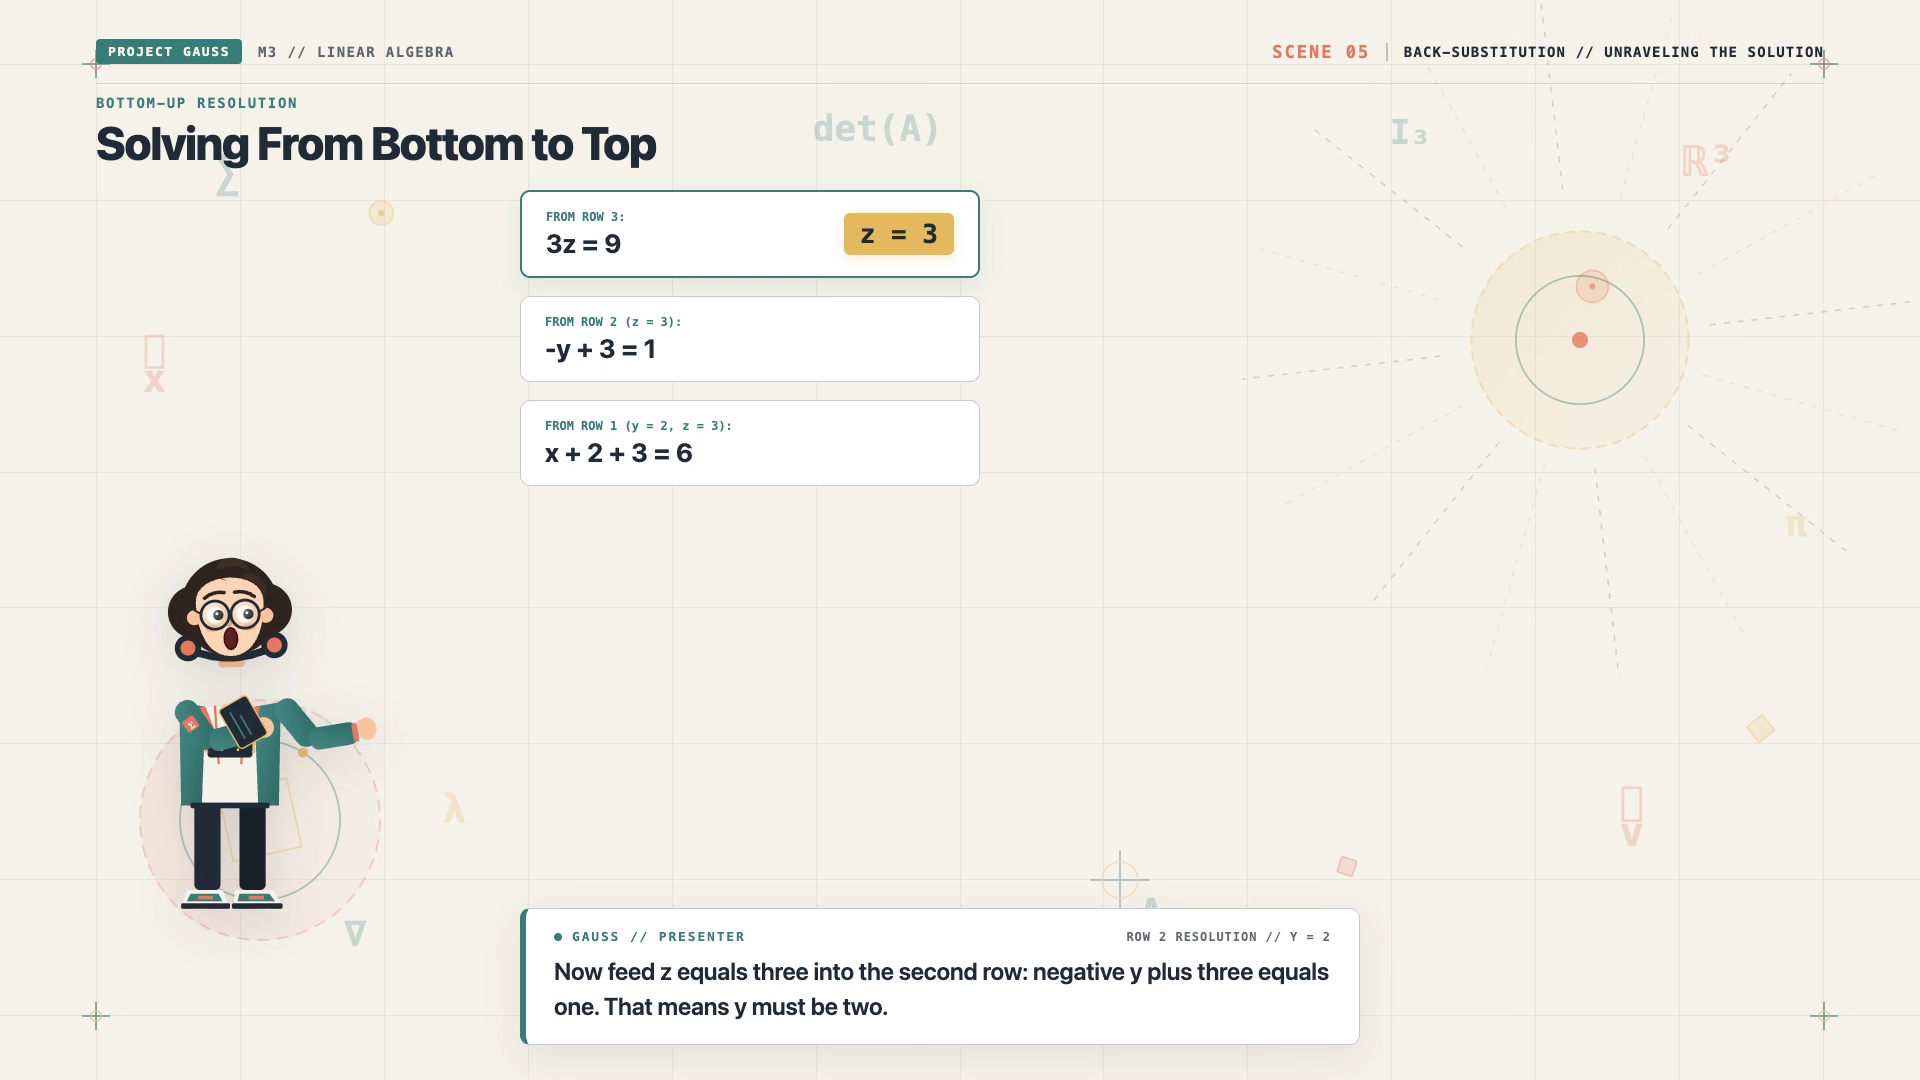 PROJECT GAUSS
M3 // LINEAR ALGEBRA
SCENE 05
BACK-SUBSTITUTION // UNRAVELING THE SOLUTION
BOTTOM-UP RESOLUTION
Solving From Bottom to Top
det(A)
I₃
ℝ³
Σ
FROM ROW 3:
3z = 9
z = 3
FROM ROW 2 (z = 3):
-y + 3 = 1
x
FROM ROW 1 (y = 2, z = 3):
x + 2 + 3 = 6
π
Σ
λ
v
∇
GAUSS // PRESENTER
ROW 2 RESOLUTION // Y = 2
Now feed z equals three into the second row: negative y plus three equals
one. That means y must be two.